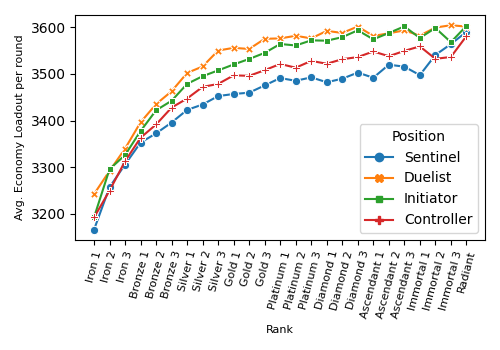 Avg. Economy Loadout per round
3600
3500
3400
3300
3200
Position
Sentinel
Duelist
Initiator
Controller
Iron 1
Iron 2
Iron 3
Bronze 1
Bronze 2
Bronze 3
Silver 1
Silver 2
Silver 3
Gold 1
Gold 2
Gold 3
Platinum 1
Platinum 2
Platinum 3
Diamond 1
Diamond 2
Diamond 3
Ascendant 1
Ascendant 2
Ascendant 3
Immortal 1
Immortal 2
Immortal 3
Radiant
Rank